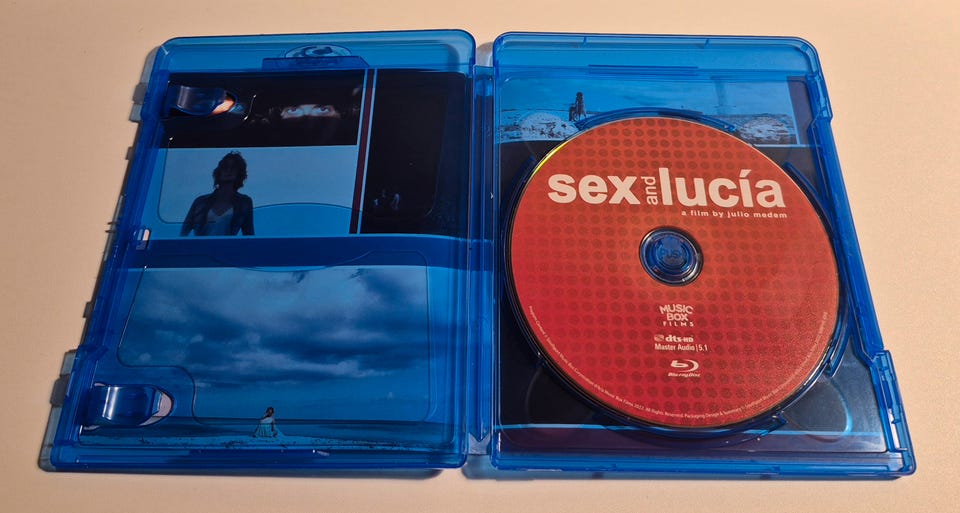 sex and lucía
a film by julio medem
MUSIC
BOX
FILMS
dts-HD
Master Audio | 5.1
Blu-ray Disc